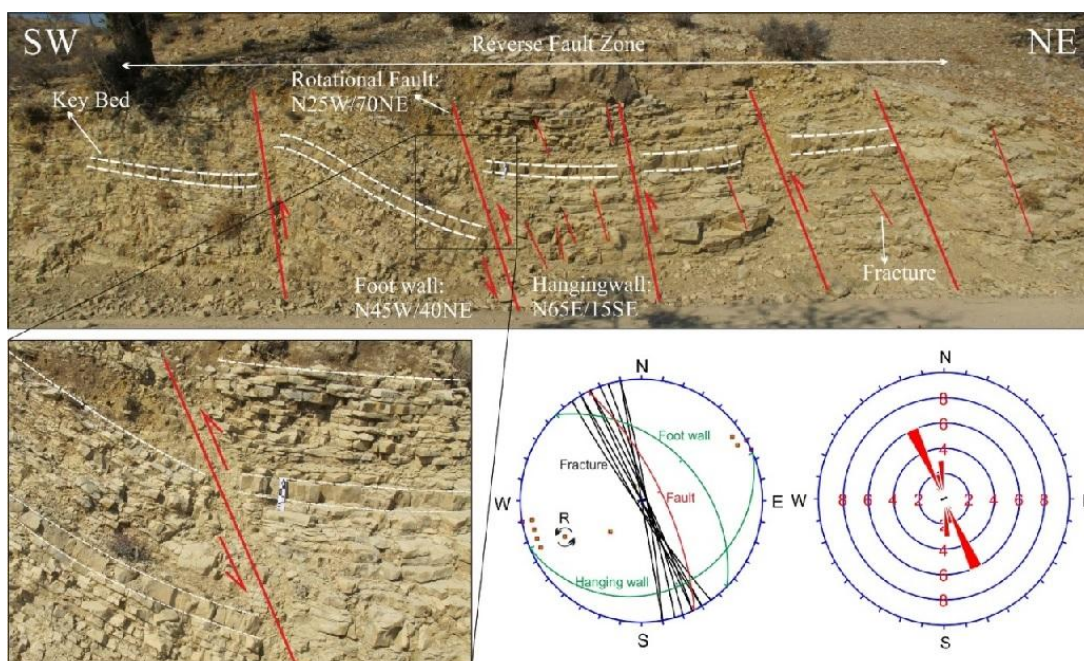 SW
Reverse Fault Zone
NE
Key Bed
Rotational Fault:
N25W/70NE
Foot wall:
N45W/40NE
Hangingwall:
N65E/15SE
Fracture
N
Foot wall
Fracture
W
Fault
E
R
Hanging wall
S
N
8
6
4
2
W
8 6 4 2
2 4 6 8
2
4
6
8
S